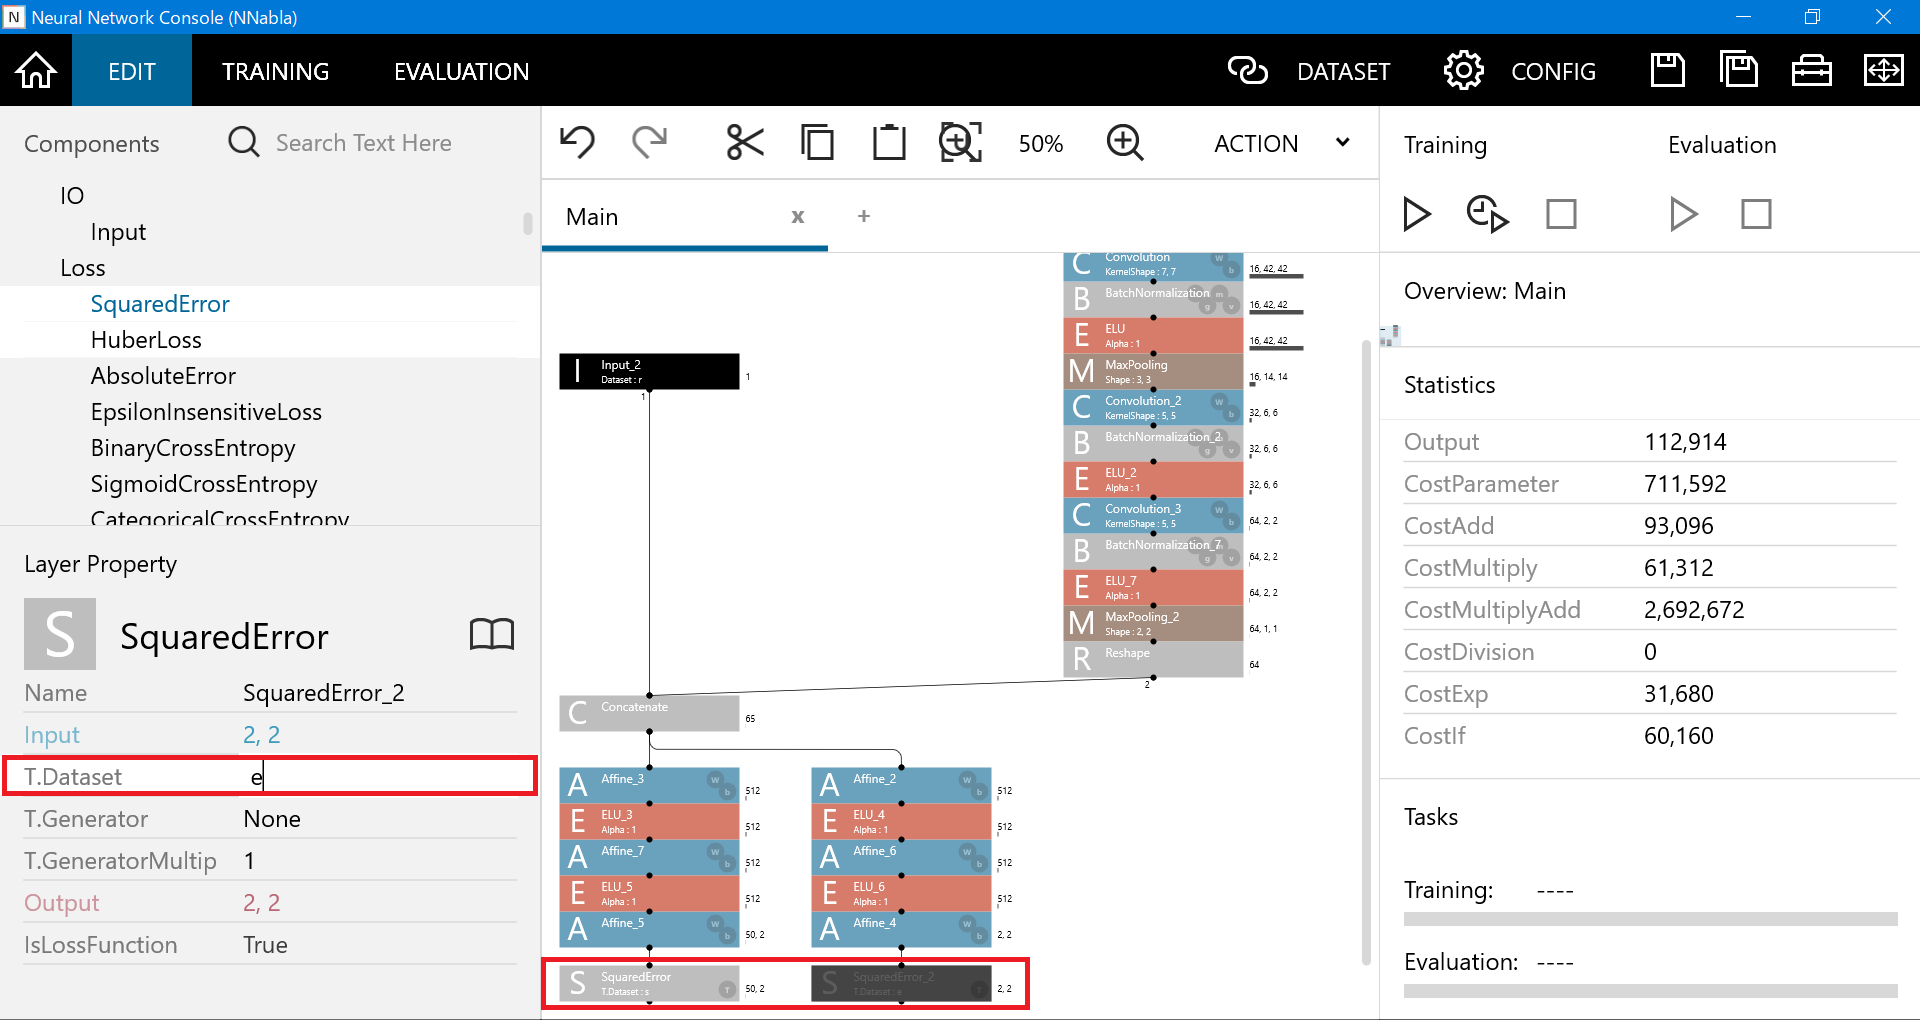 N Neural Network Console (NNabla)
EDIT TRAINING EVALUATION DATASET CONFIG
Components Search Text Here
IO
Input
Loss
SquaredError
HuberLoss
AbsoluteError
EpsilonInsensitiveLoss
BinaryCrossEntropy
SigmoidCrossEntropy
CategoricalCrossEntropy
Layer Property
S SquaredError
Name SquaredError_2
Input 2, 2
T.Dataset e
T.Generator None
T.GeneratorMultip 1
Output 2, 2
IsLossFunction True
50% ACTION
Main x +
I Input_2
Dataset : r
1
1
C Convolution W b
KernelShape : 7, 7
16, 42, 42
B BatchNormalization m g v
16, 42, 42
E ELU
Alpha : 1
16, 42, 42
M MaxPooling
Shape : 3, 3
16, 14, 14
C Convolution_2 W b
KernelShape : 5, 5
32, 6, 6
B BatchNormalization_2 g v
32, 6, 6
E ELU_2
Alpha : 1
32, 6, 6
C Convolution_3 W b
KernelShape : 5, 5
64, 2, 2
B BatchNormalization_7 g v
64, 2, 2
E ELU_7
Alpha : 1
64, 2, 2
M MaxPooling_2
Shape : 2, 2
64, 1, 1
R Reshape
64
2
C Concatenate
65
A Affine_3 W b
512
E ELU_3
Alpha : 1
512
A Affine_7 W b
512
E ELU_5
Alpha : 1
512
A Affine_5 W b
50, 2
S SquaredError
T.Dataset : s T
50, 2
A Affine_2 W b
512
E ELU_4
Alpha : 1
512
A Affine_6 W b
512
E ELU_6
Alpha : 1
512
A Affine_4 W b
2, 2
S SquaredError_2
T.Dataset : e T
2, 2
Training Evaluation
Overview: Main
Statistics
Output 112,914
CostParameter 711,592
CostAdd 93,096
CostMultiply 61,312
CostMultiplyAdd 2,692,672
CostDivision 0
CostExp 31,680
CostIf 60,160
Tasks
Training: ----
Evaluation: ----